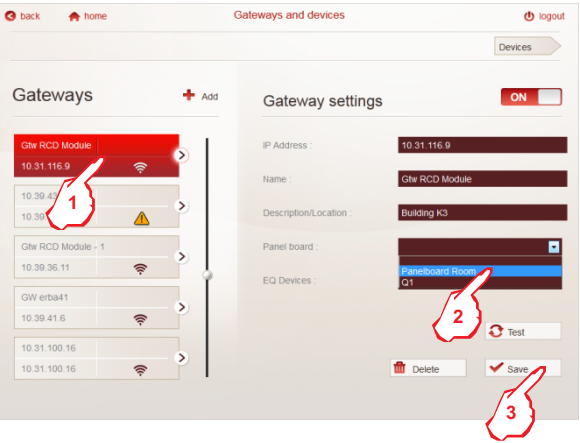 back
home
Gateways and devices
logout
Devices
Gateways
Add
Gtw RCD Module
10.31.116.9
10.39.43
10.39.
Gtw RCD Module - 1
10.39.36.11
GW erba41
10.39.41.6
10.31.100.16
10.31.100.16
Gateway settings
ON
IP Address :
10.31.116.9
Name :
Gtw RCD Module
Description/Location :
Building K3
Panel board :
Panelboard Room
Q1
EQ Devices :
Test
Delete
Save
1
2
3